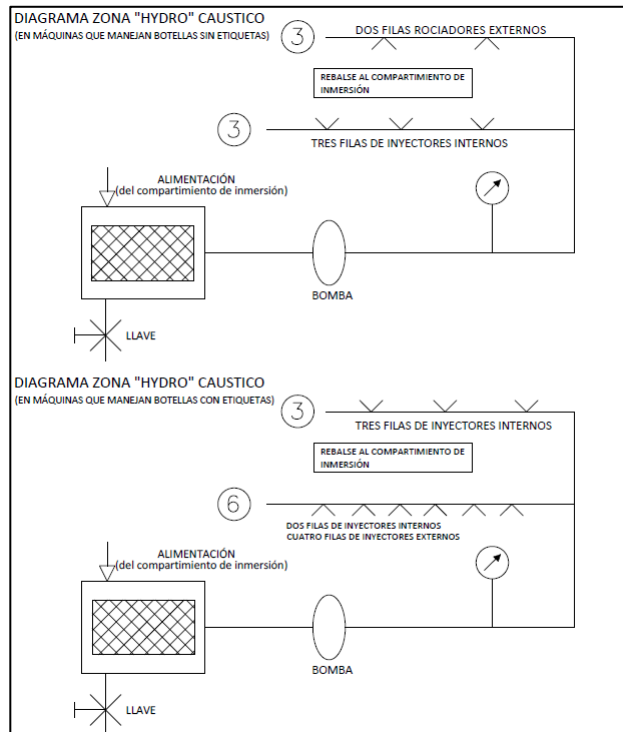 DIAGRAMA ZONA "HYDRO" CAUSTICO
(EN MÁQUINAS QUE MANEJAN BOTELLAS SIN ETIQUETAS)
3
DOS FILAS ROCIADORES EXTERNOS
REBALSE AL COMPARTIMIENTO DE
INMERSIÓN
3
TRES FILAS DE INYECTORES INTERNOS
ALIMENTACIÓN
(del compartimiento de inmersión)
BOMBA
LLAVE
DIAGRAMA ZONA "HYDRO" CAUSTICO
(EN MÁQUINAS QUE MANEJAN BOTELLAS CON ETIQUETAS)
3
TRES FILAS DE INYECTORES INTERNOS
REBALSE AL COMPARTIMIENTO DE
INMERSIÓN
6
DOS FILAS DE INYECTORES INTERNOS
CUATRO FILAS DE INYECTORES EXTERNOS
ALIMENTACIÓN
(del compartimiento de inmersión)
BOMBA
LLAVE